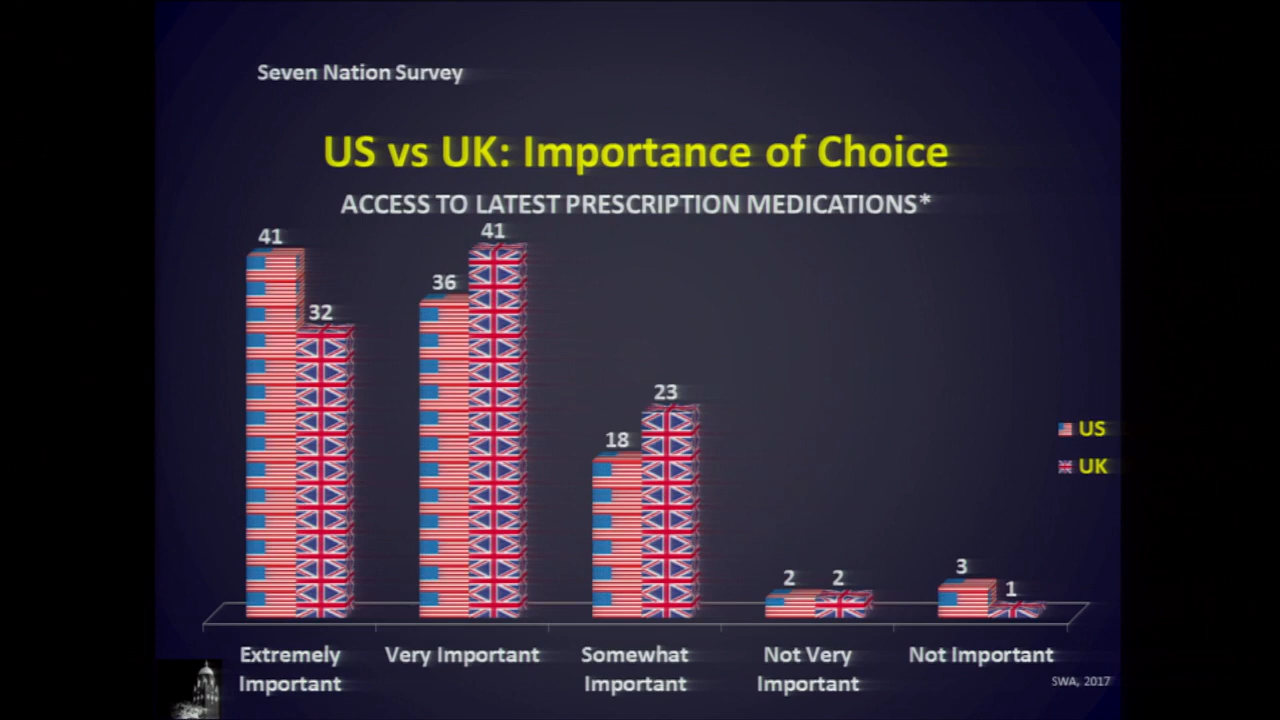 Seven Nation Survey
US vs UK: Importance of Choice
ACCESS TO LATEST PRESCRIPTION MEDICATIONS*
41
32
36
41
18
23
2
2
3
1
US
UK
Extremely
Important
Very Important
Somewhat
Important
Not Very
Important
Not Important
SWA, 2017